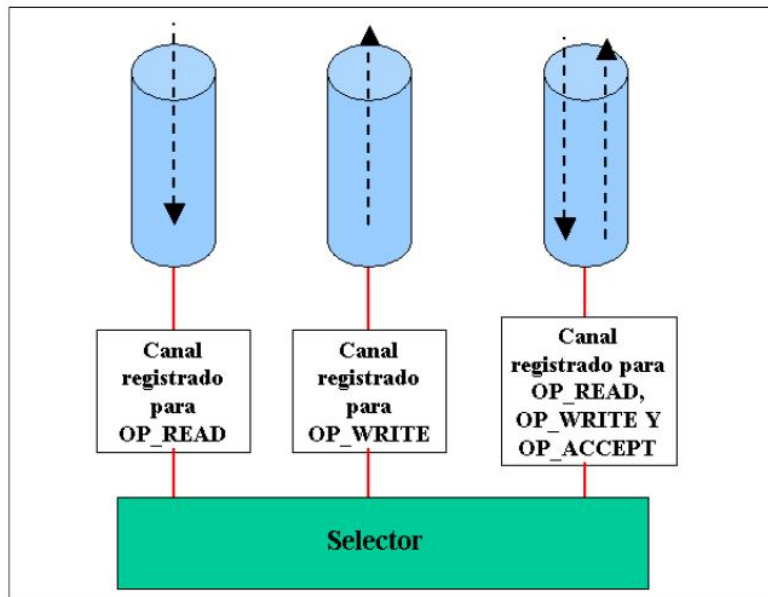 Canal
registrado
para
OP_READ
Canal
registrado
para
OP_WRITE
Canal
registrado para
OP_READ,
OP_WRITE Y
OP_ACCEPT
Selector